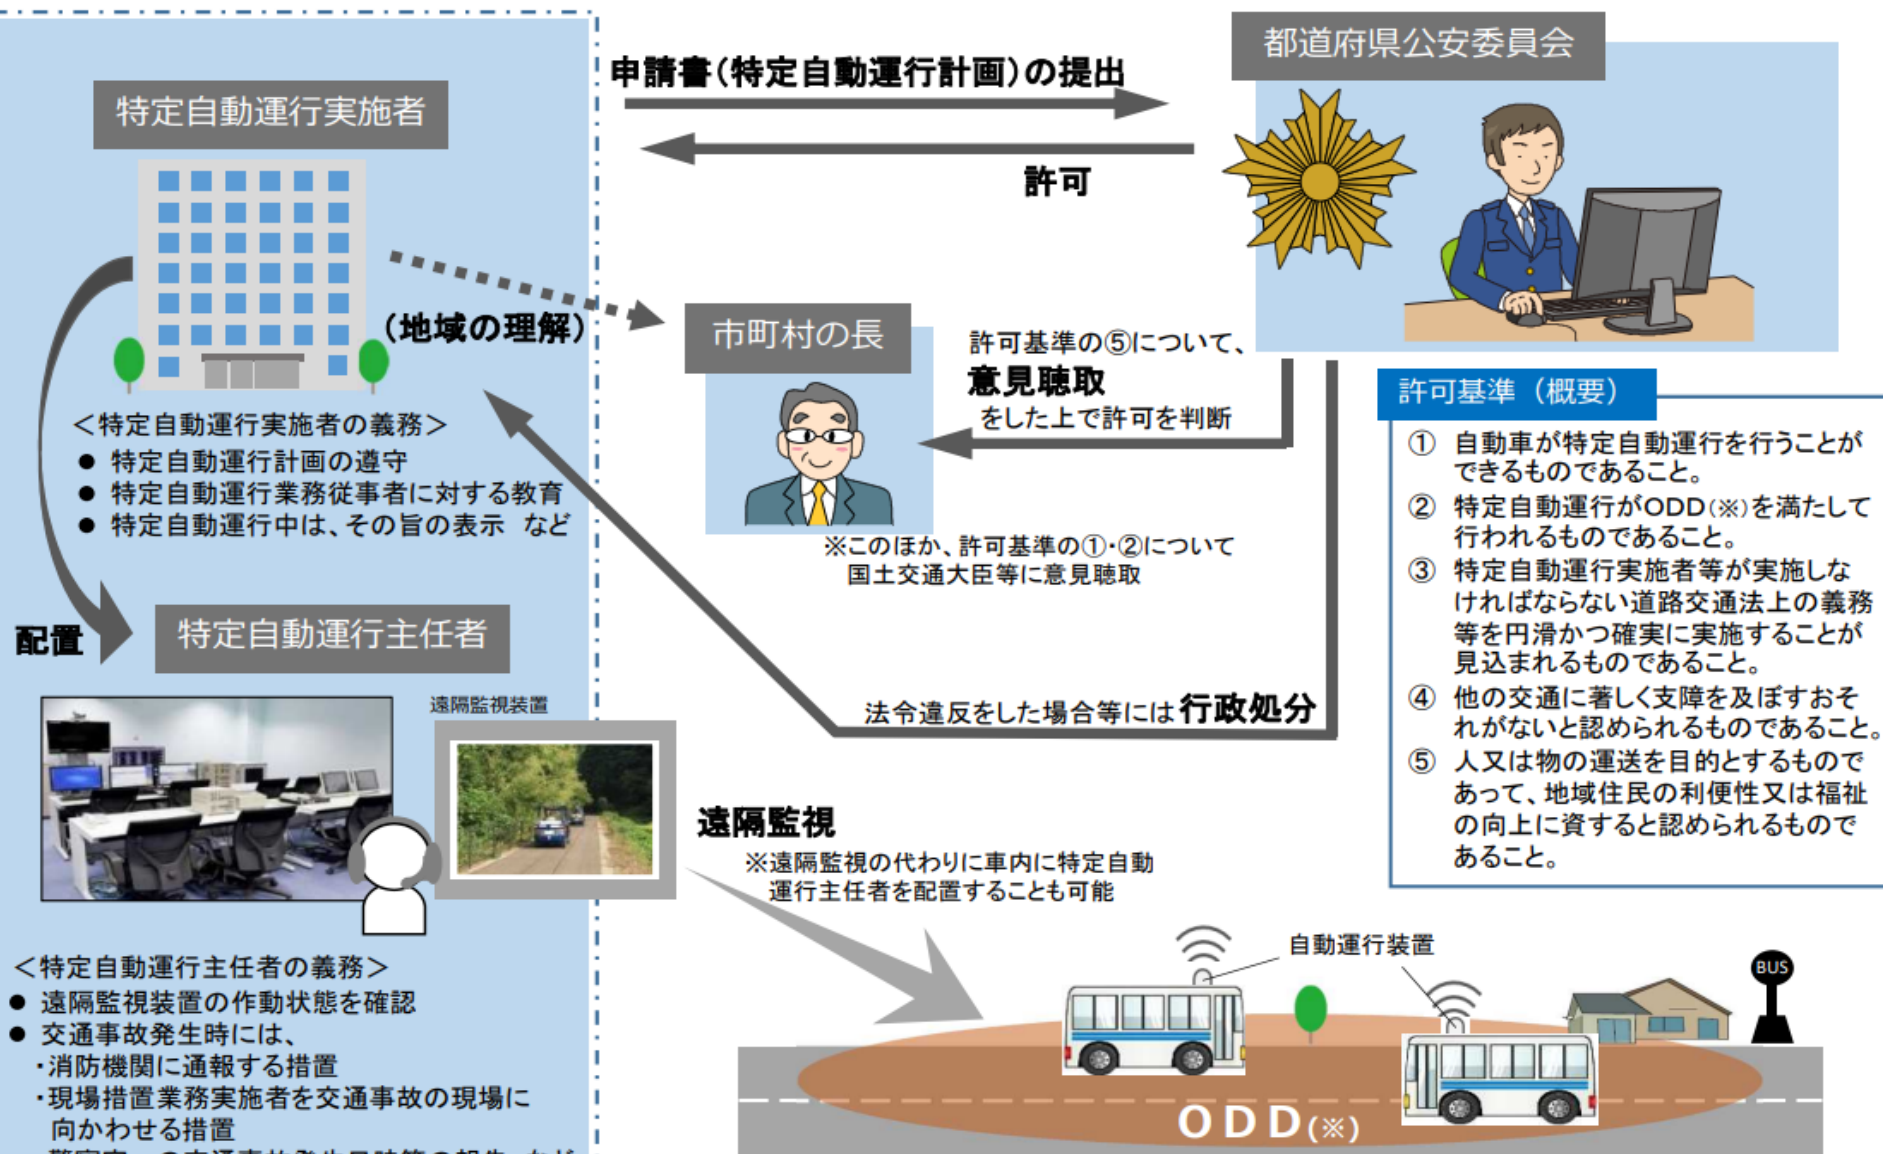 特定自動運行実施者
申請書(特定自動運行計画)の提出
許可
都道府県公安委員会
(地域の理解)
市町村の長
許可基準の⑤について、
意見聴取
をした上で許可を判断
※このほか、許可基準の①・②について
国土交通大臣等に意見聴取
<特定自動運行実施者の義務>
● 特定自動運行計画の遵守
● 特定自動運行業務従事者に対する教育
● 特定自動運行中は、その旨の表示 など
許可基準(概要)
① 自動車が特定自動運行を行うことが
できるものであること。
② 特定自動運行がODD(※)を満たして
行われるものであること。
③ 特定自動運行実施者等が実施しな
ければならない道路交通法上の義務
等を円滑かつ確実に実施することが
見込まれるものであること。
④ 他の交通に著しく支障を及ぼすおそ
れがないと認められるものであること。
⑤ 人又は物の運送を目的とするもので
あって、地域住民の利便性又は福祉
の向上に資すると認められるもので
あること。
配置
特定自動運行主任者
遠隔監視装置
法令違反をした場合等には行政処分
遠隔監視
※遠隔監視の代わりに車内に特定自動
運行主任者を配置することも可能
<特定自動運行主任者の義務>
● 遠隔監視装置の作動状態を確認
● 交通事故発生時には、
・消防機関に通報する措置
・現場措置業務実施者を交通事故の現場に
向かわせる措置
自動運行装置
BUS
ODD(※)